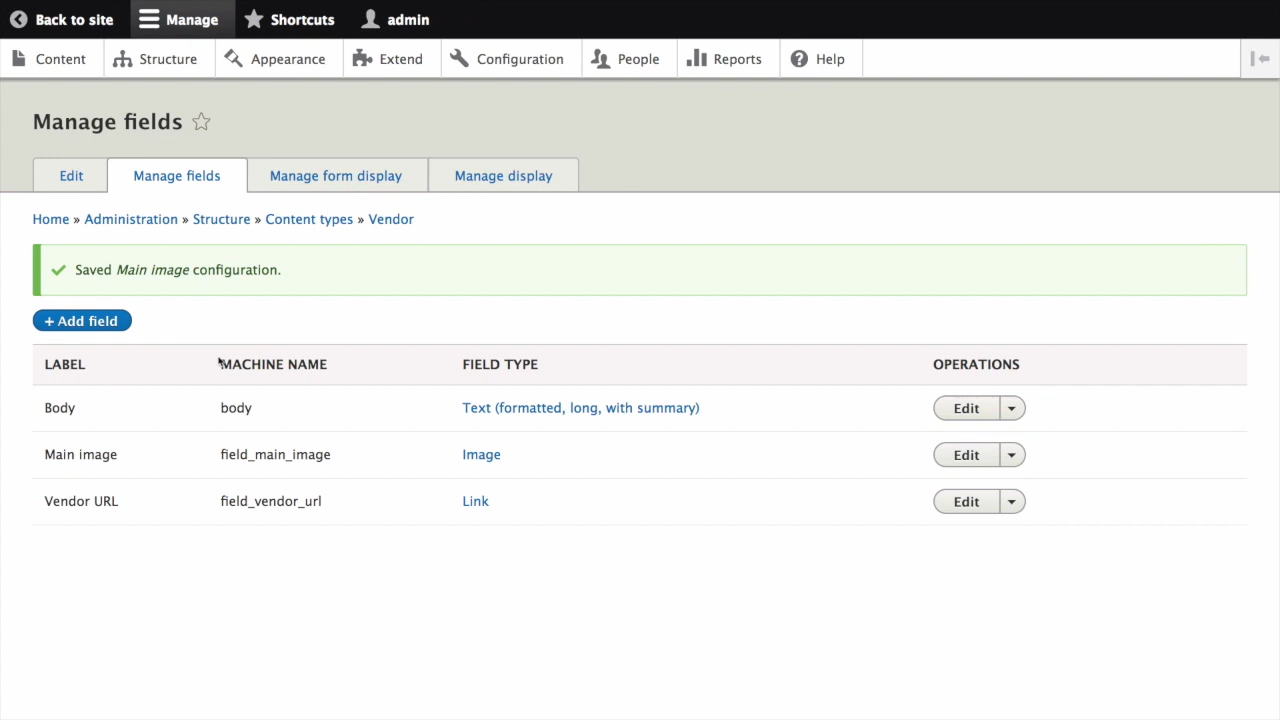 Back to site Manage Shortcuts admin
Content Structure Appearance Extend Configuration People Reports Help
Manage fields
Edit Manage fields Manage form display Manage display
Home » Administration » Structure » Content types » Vendor
Saved Main image configuration.
+ Add field
LABEL MACHINE NAME FIELD TYPE OPERATIONS
Body body Text (formatted, long, with summary) Edit
Main image field_main_image Image Edit
Vendor URL field_vendor_url Link Edit